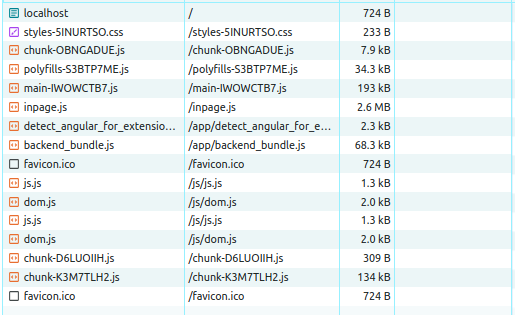 localhost / 724 B
styles-5INURTSO.css /styles-5INURTSO.css 233 B
chunk-OBNGADUE.js /chunk-OBNGADUE.js 7.9 kB
polyfills-S3BTP7ME.js /polyfills-S3BTP7ME.js 34.3 kB
main-IWOWCTB7.js /main-IWOWCTB7.js 193 kB
inpage.js /inpage.js 2.6 MB
detect_angular_for_extensio... /app/detect_angular_for_e... 2.3 kB
backend_bundle.js /app/backend_bundle.js 68.3 kB
favicon.ico /favicon.ico 724 B
js.js /js/js.js 1.3 kB
dom.js /js/dom.js 2.0 kB
js.js /js/js.js 1.3 kB
dom.js /js/dom.js 2.0 kB
chunk-D6LUOIIH.js /chunk-D6LUOIIH.js 309 B
chunk-K3M7TLH2.js /chunk-K3M7TLH2.js 134 kB
favicon.ico /favicon.ico 724 B